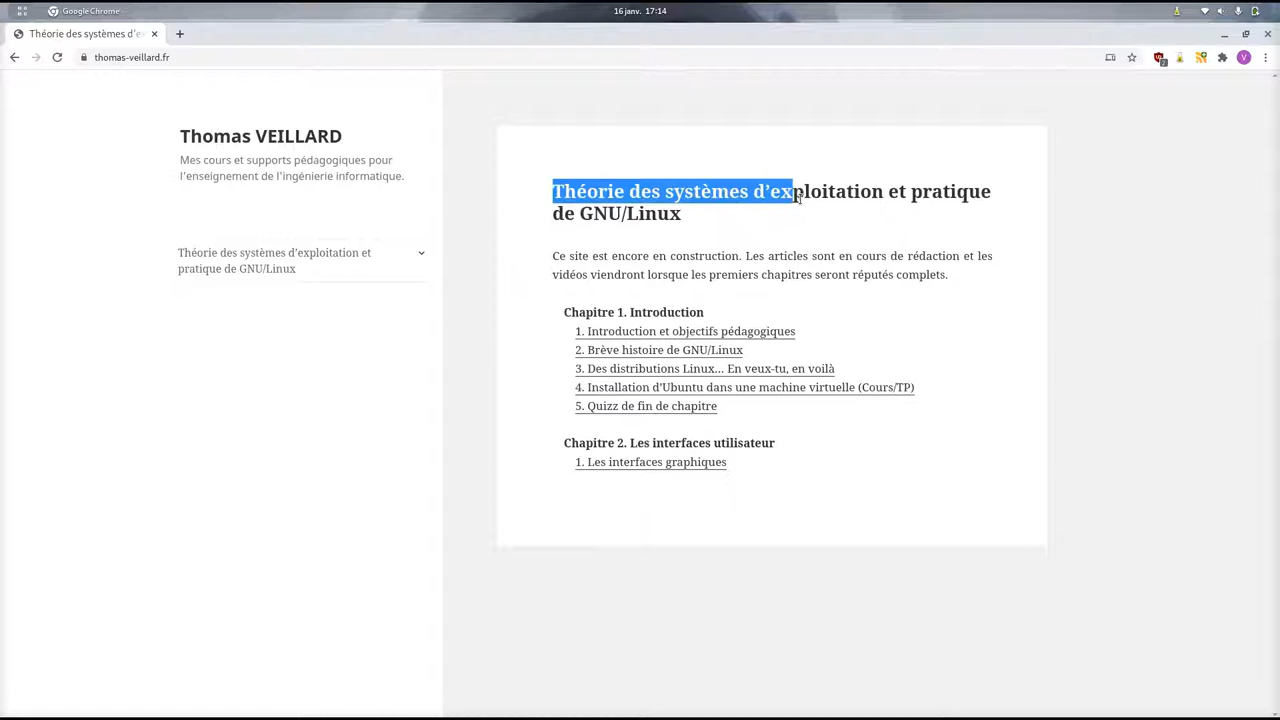 Google Chrome
16 janv. 17:14
Théorie des systèmes d'e
thomas-veillard.fr
2
V
Thomas VEILLARD
Mes cours et supports pédagogiques pour
l'enseignement de l'ingénierie informatique.
Théorie des systèmes d’exploitation et
pratique de GNU/Linux
Théorie des systèmes d’exploitation et pratique
de GNU/Linux
Ce site est encore en construction. Les articles sont en cours de rédaction et les
vidéos viendront lorsque les premiers chapitres seront réputés complets.
Chapitre 1. Introduction
1. Introduction et objectifs pédagogiques
2. Brève histoire de GNU/Linux
3. Des distributions Linux… En veux-tu, en voilà
4. Installation d’Ubuntu dans une machine virtuelle (Cours/TP)
5. Quizz de fin de chapitre
Chapitre 2. Les interfaces utilisateur
1. Les interfaces graphiques